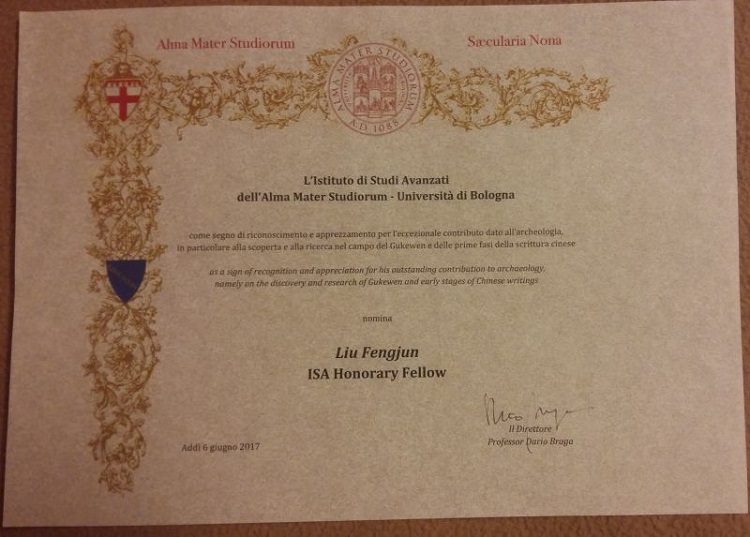 Alma Mater Studiorum
Sæcularia Nona
ALMA MATER STUDIORUM
A.D. 1088
L'Istituto di Studi Avanzati
dell'Alma Mater Studiorum - Università di Bologna
come segno di riconoscimento e apprezzamento per l'eccezionale contributo dato all'archeologia,
in particolare alla scoperta e alla ricerca nel campo del Gukewen e delle prime fasi della scrittura cinese
as a sign of recognition and appreciation for his outstanding contribution to archaeology,
namely on the discovery and research of Gukewen and early stages of Chinese writings
nomina
Liu Fengjun
ISA Honorary Fellow
Il Direttore
Professor Dario Braga
Addì 6 giugno 2017